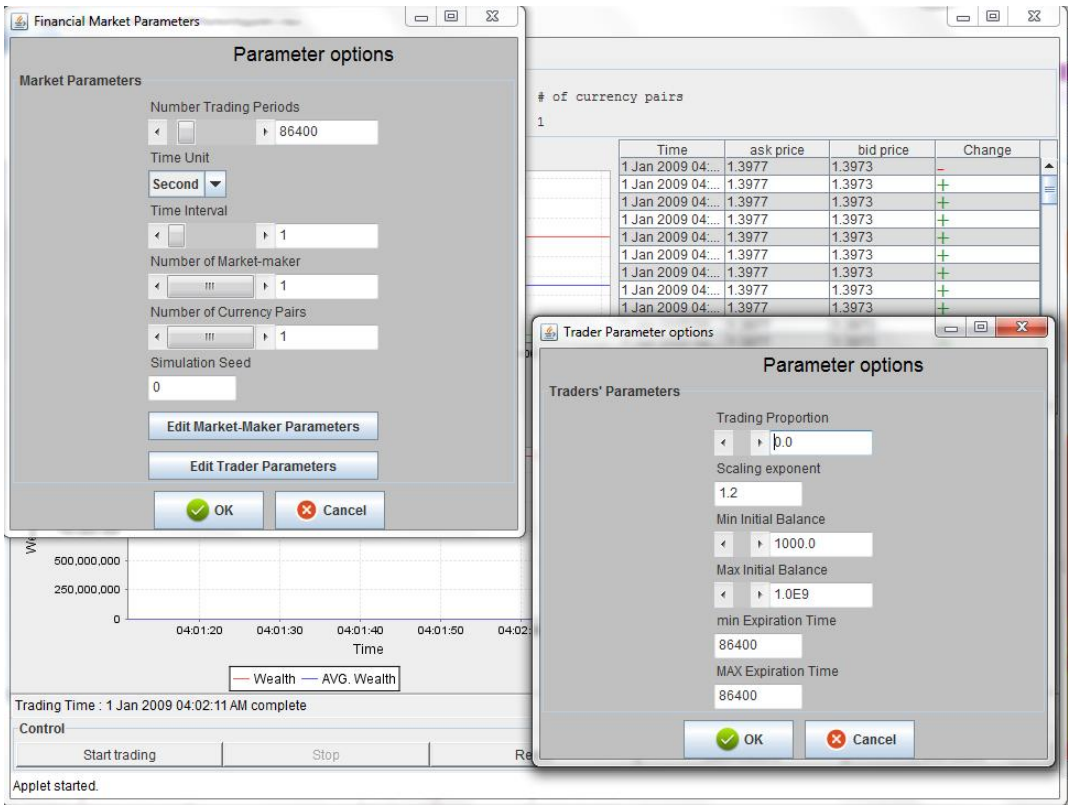 Financial Market Parameters
Parameter options
Market Parameters
Number Trading Periods
86400
Time Unit
Second
Time Interval
1
Number of Market-maker
1
Number of Currency Pairs
1
Simulation Seed
0
Edit Market-Maker Parameters
Edit Trader Parameters
OK Cancel
# of currency pairs
1
Time ask price bid price Change
1 Jan 2009 04:... 1.3977 1.3973 -
1 Jan 2009 04:... 1.3977 1.3973 +
1 Jan 2009 04:... 1.3977 1.3973 +
1 Jan 2009 04:... 1.3977 1.3973 +
1 Jan 2009 04:... 1.3977 1.3973 +
1 Jan 2009 04:... 1.3977 1.3973 +
1 Jan 2009 04:... 1.3977 1.3973 +
1 Jan 2009 04:... 1.3977 1.3973 +
1 Jan 2009 04:... 1.3977 1.3973 +
Trader Parameter options
Parameter options
Traders' Parameters
Trading Proportion
0.0
Scaling exponent
1.2
Min Initial Balance
1000.0
Max Initial Balance
1.0E9
min Expiration Time
86400
MAX Expiration Time
86400
OK Cancel
500,000,000
250,000,000
0
04:01:20 04:01:30 04:01:40 04:01:50 04:02:
Time
Wealth AVG. Wealth
Trading Time : 1 Jan 2009 04:02:11 AM complete
Control
Start trading Stop Re
Applet started.